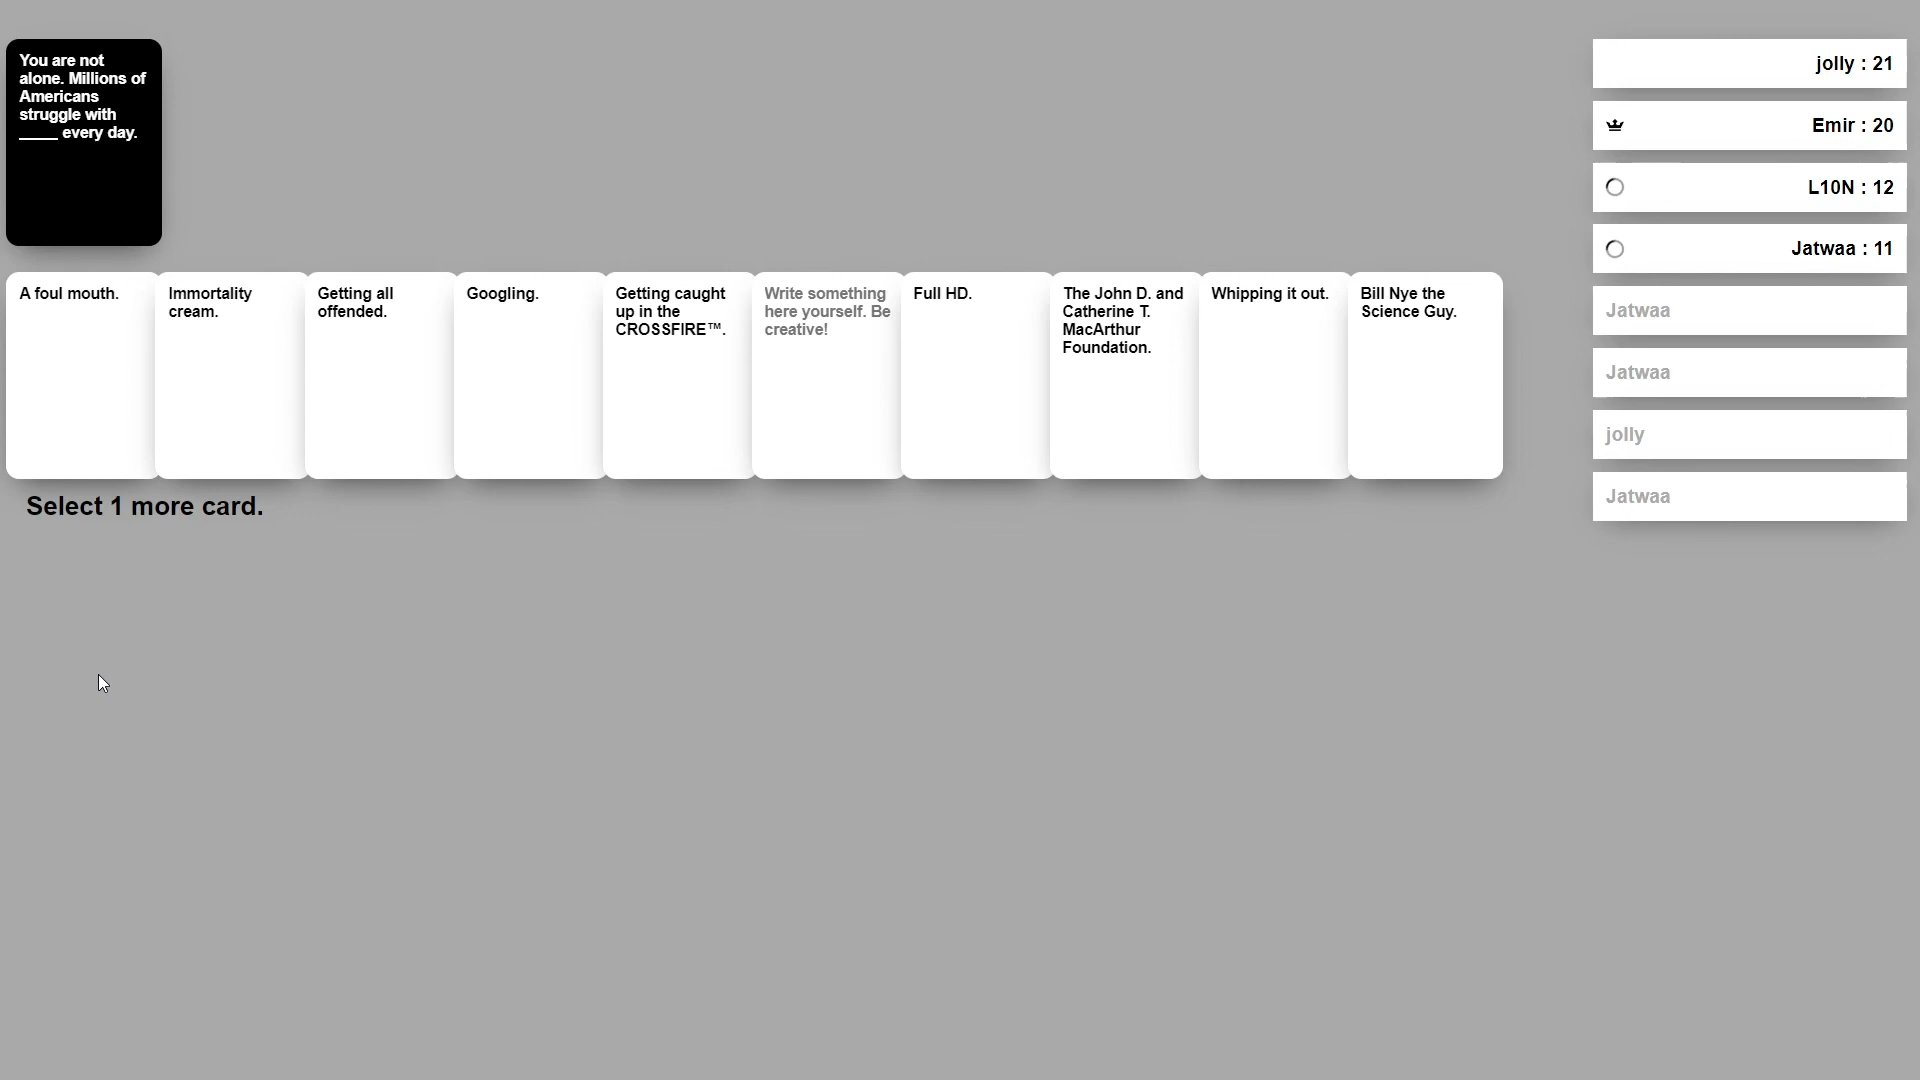 You are not
alone. Millions of
Americans
struggle with
_____ every day.
A foul mouth.
Immortality
cream.
Getting all
offended.
Googling.
Getting caught
up in the
CROSSFIRE™.
Write something
here yourself. Be
creative!
Full HD.
The John D. and
Catherine T.
MacArthur
Foundation.
Whipping it out.
Bill Nye the
Science Guy.
Select 1 more card.
jolly : 21
Emir : 20
L10N : 12
Jatwaa : 11
Jatwaa
Jatwaa
jolly
Jatwaa